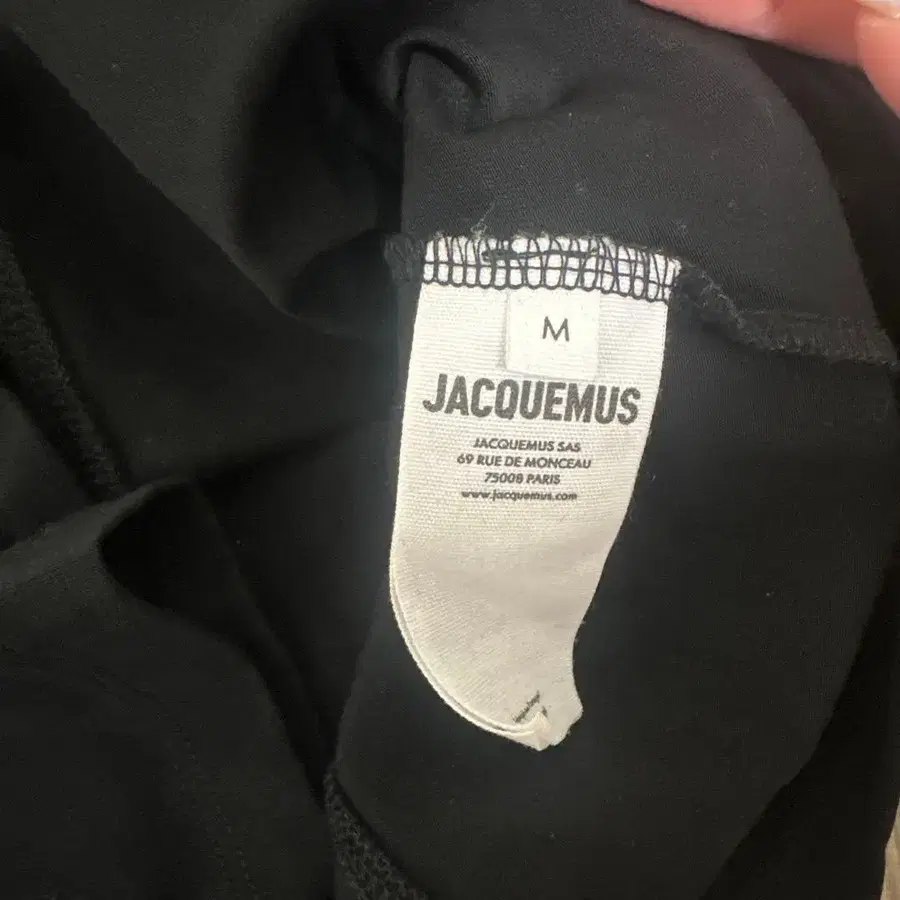 M
JACQUEMUS
JACQUEMUS SAS
69 RUE DE MONCEAU
75008 PARIS
www.jacquemus.com